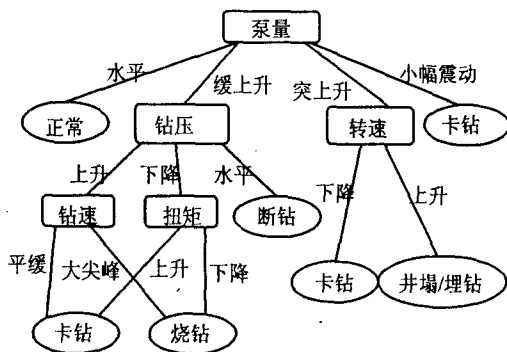 泵量
水平
缓上升
突上升
小幅震动
正常
钻压
转速
卡钻
上升
下降
水平
下降
上升
钻速
扭矩
断钻
平缓
大尖峰
上升
下降
卡钻
井塌/埋钻
卡钻
烧钻